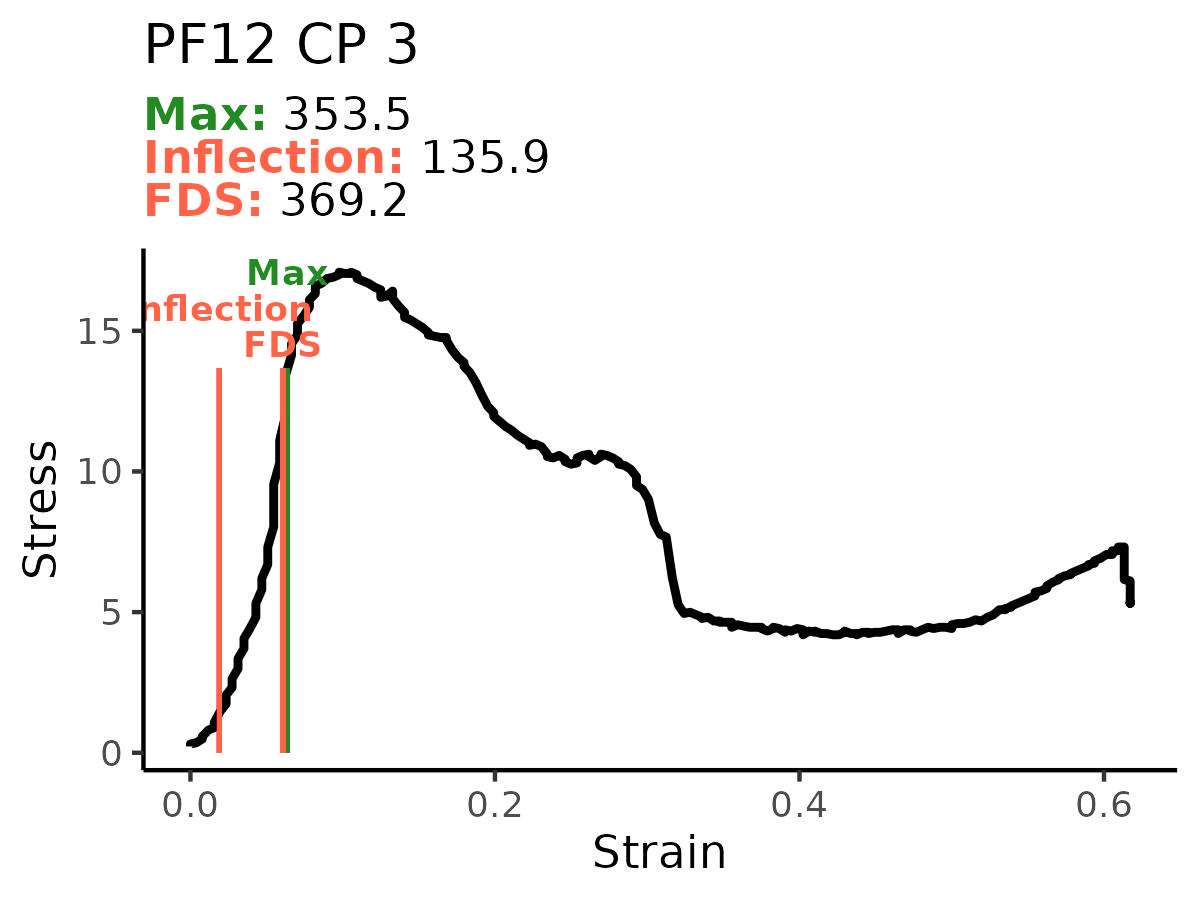 PF12 CP 3
Max: 353.5
Inflection: 135.9
FDS: 369.2
Max
nflection
FDS
15
10
5
0
Stress
0.0 0.2 0.4 0.6
Strain